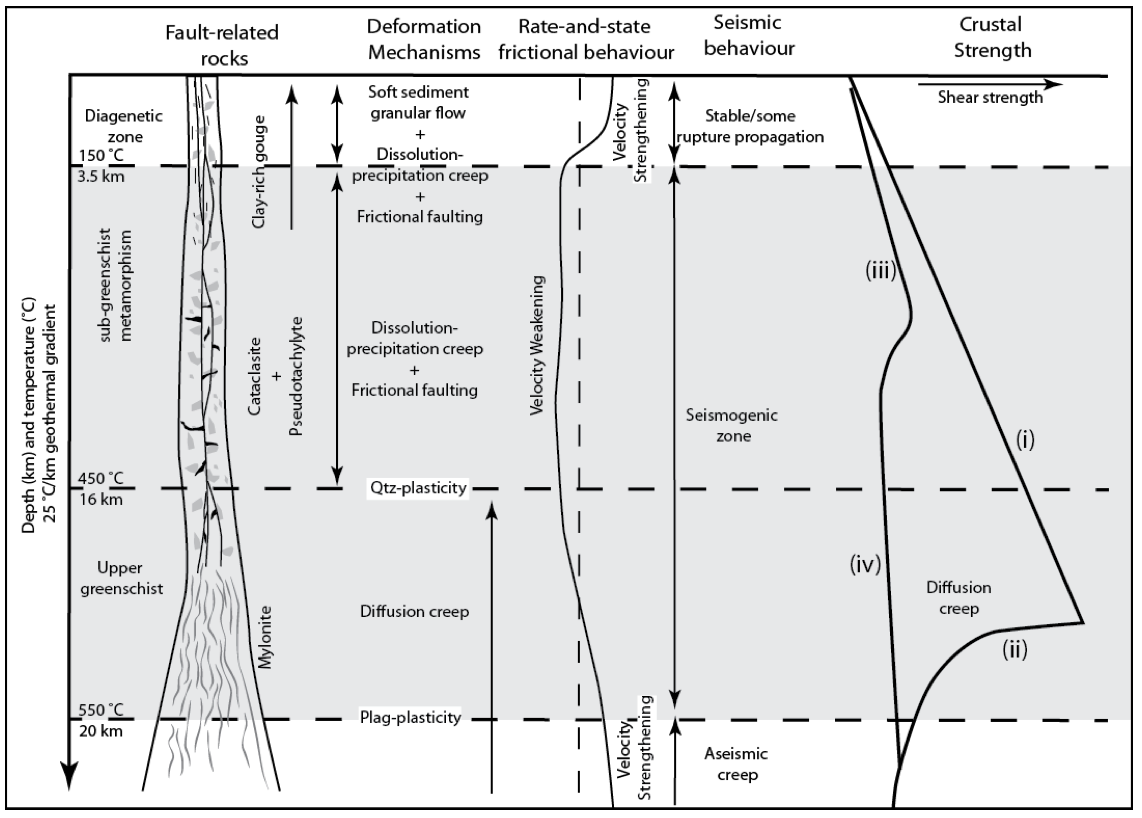 Fault-related
rocks
Deformation
Mechanisms
Rate-and-state
frictional behaviour
Seismic
behaviour
Crustal
Strength
Depth (km) and temperature (˚C)
25 ˚C/km geothermal gradient
Diagenetic
zone
150 ˚C
3.5 km
sub-greenschist
metamorphism
450 ˚C
16 km
Upper
greenschist
550 ˚C
20 km
Clay-rich gouge
Cataclasite
+
Pseudotachylyte
Mylonite
Soft sediment
granular flow
+
Dissolution-
precipitation creep
+
Frictional faulting
Dissolution-
precipitation creep
+
Frictional faulting
Qtz-plasticity
Diffusion creep
Plag-plasticity
Velocity
Strengthening
Velocity Weakening
Velocity
Strengthening
Stable/some
rupture propagation
Seismogenic
zone
Aseismic
creep
Shear strength
(iii)
(i)
(iv)
Diffusion
creep
(ii)